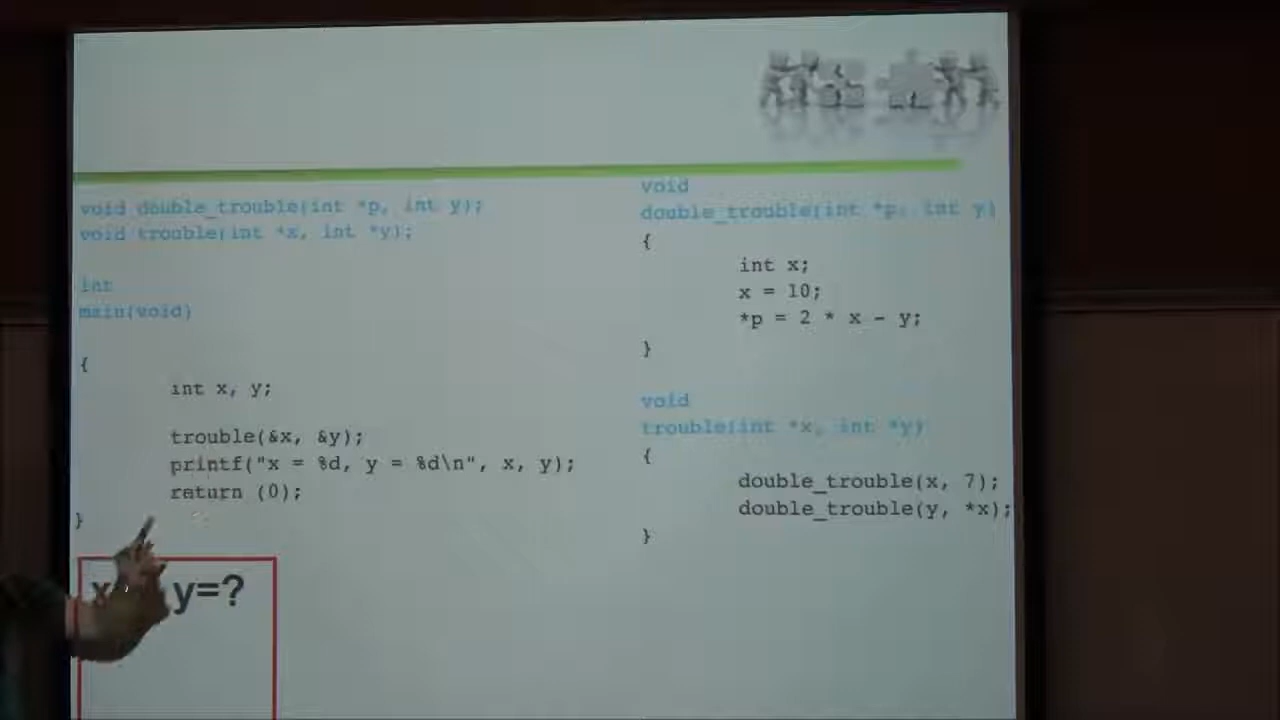 void double_trouble(int *p, int y);
void trouble(int *x, int *y);
int
main(void)
{
int x, y;
trouble(&x, &y);
printf("x = %d, y = %d\n", x, y);
return (0);
}
x y=?
void
double_trouble(int *p, int y)
{
int x;
x = 10;
*p = 2 * x - y;
}
void
trouble(int *x, int *y)
{
double_trouble(x, 7);
double_trouble(y, *x);
}